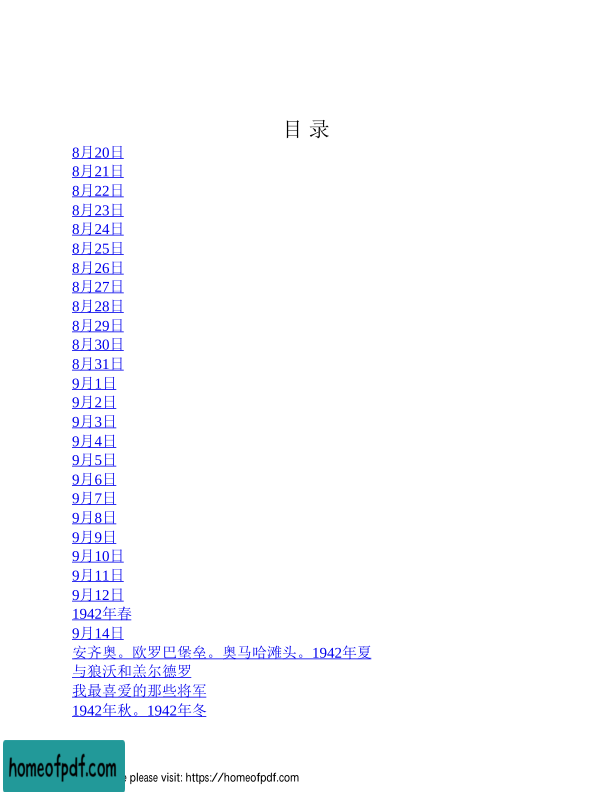 目 录
8月20日
8月21日
8月22日
8月23日
8月24日
8月25日
8月26日
8月27日
8月28日
8月29日
8月30日
8月31日
9月1日
9月2日
9月3日
9月4日
9月5日
9月6日
9月7日
9月8日
9月9日
9月10日
9月11日
9月12日
1942年春
9月14日
安齐奥。欧罗巴堡垒。奥马哈滩头。1942年夏
与狼沃和羔尔德罗
我最喜爱的那些将军
1942年秋。1942年冬
homeofpdf.com
please visit: https://homeofpdf.com